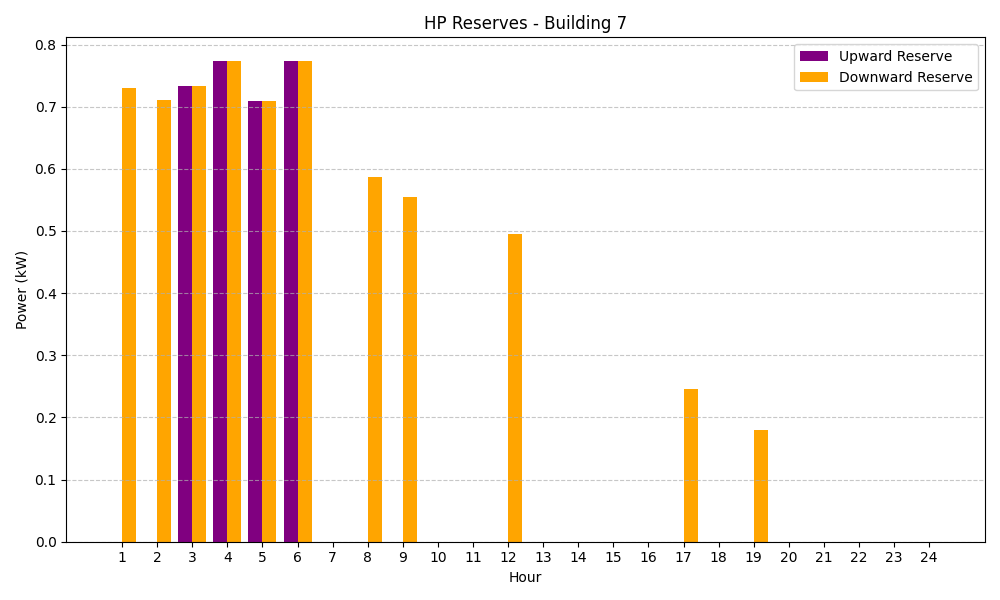 HP Reserves - Building 7
Upward Reserve
Downward Reserve
Power (kW)
0.8
0.7
0.6
0.5
0.4
0.3
0.2
0.1
0.0
1 2 3 4 5 6 7 8 9 10 11 12 13 14 15 16 17 18 19 20 21 22 23 24
Hour